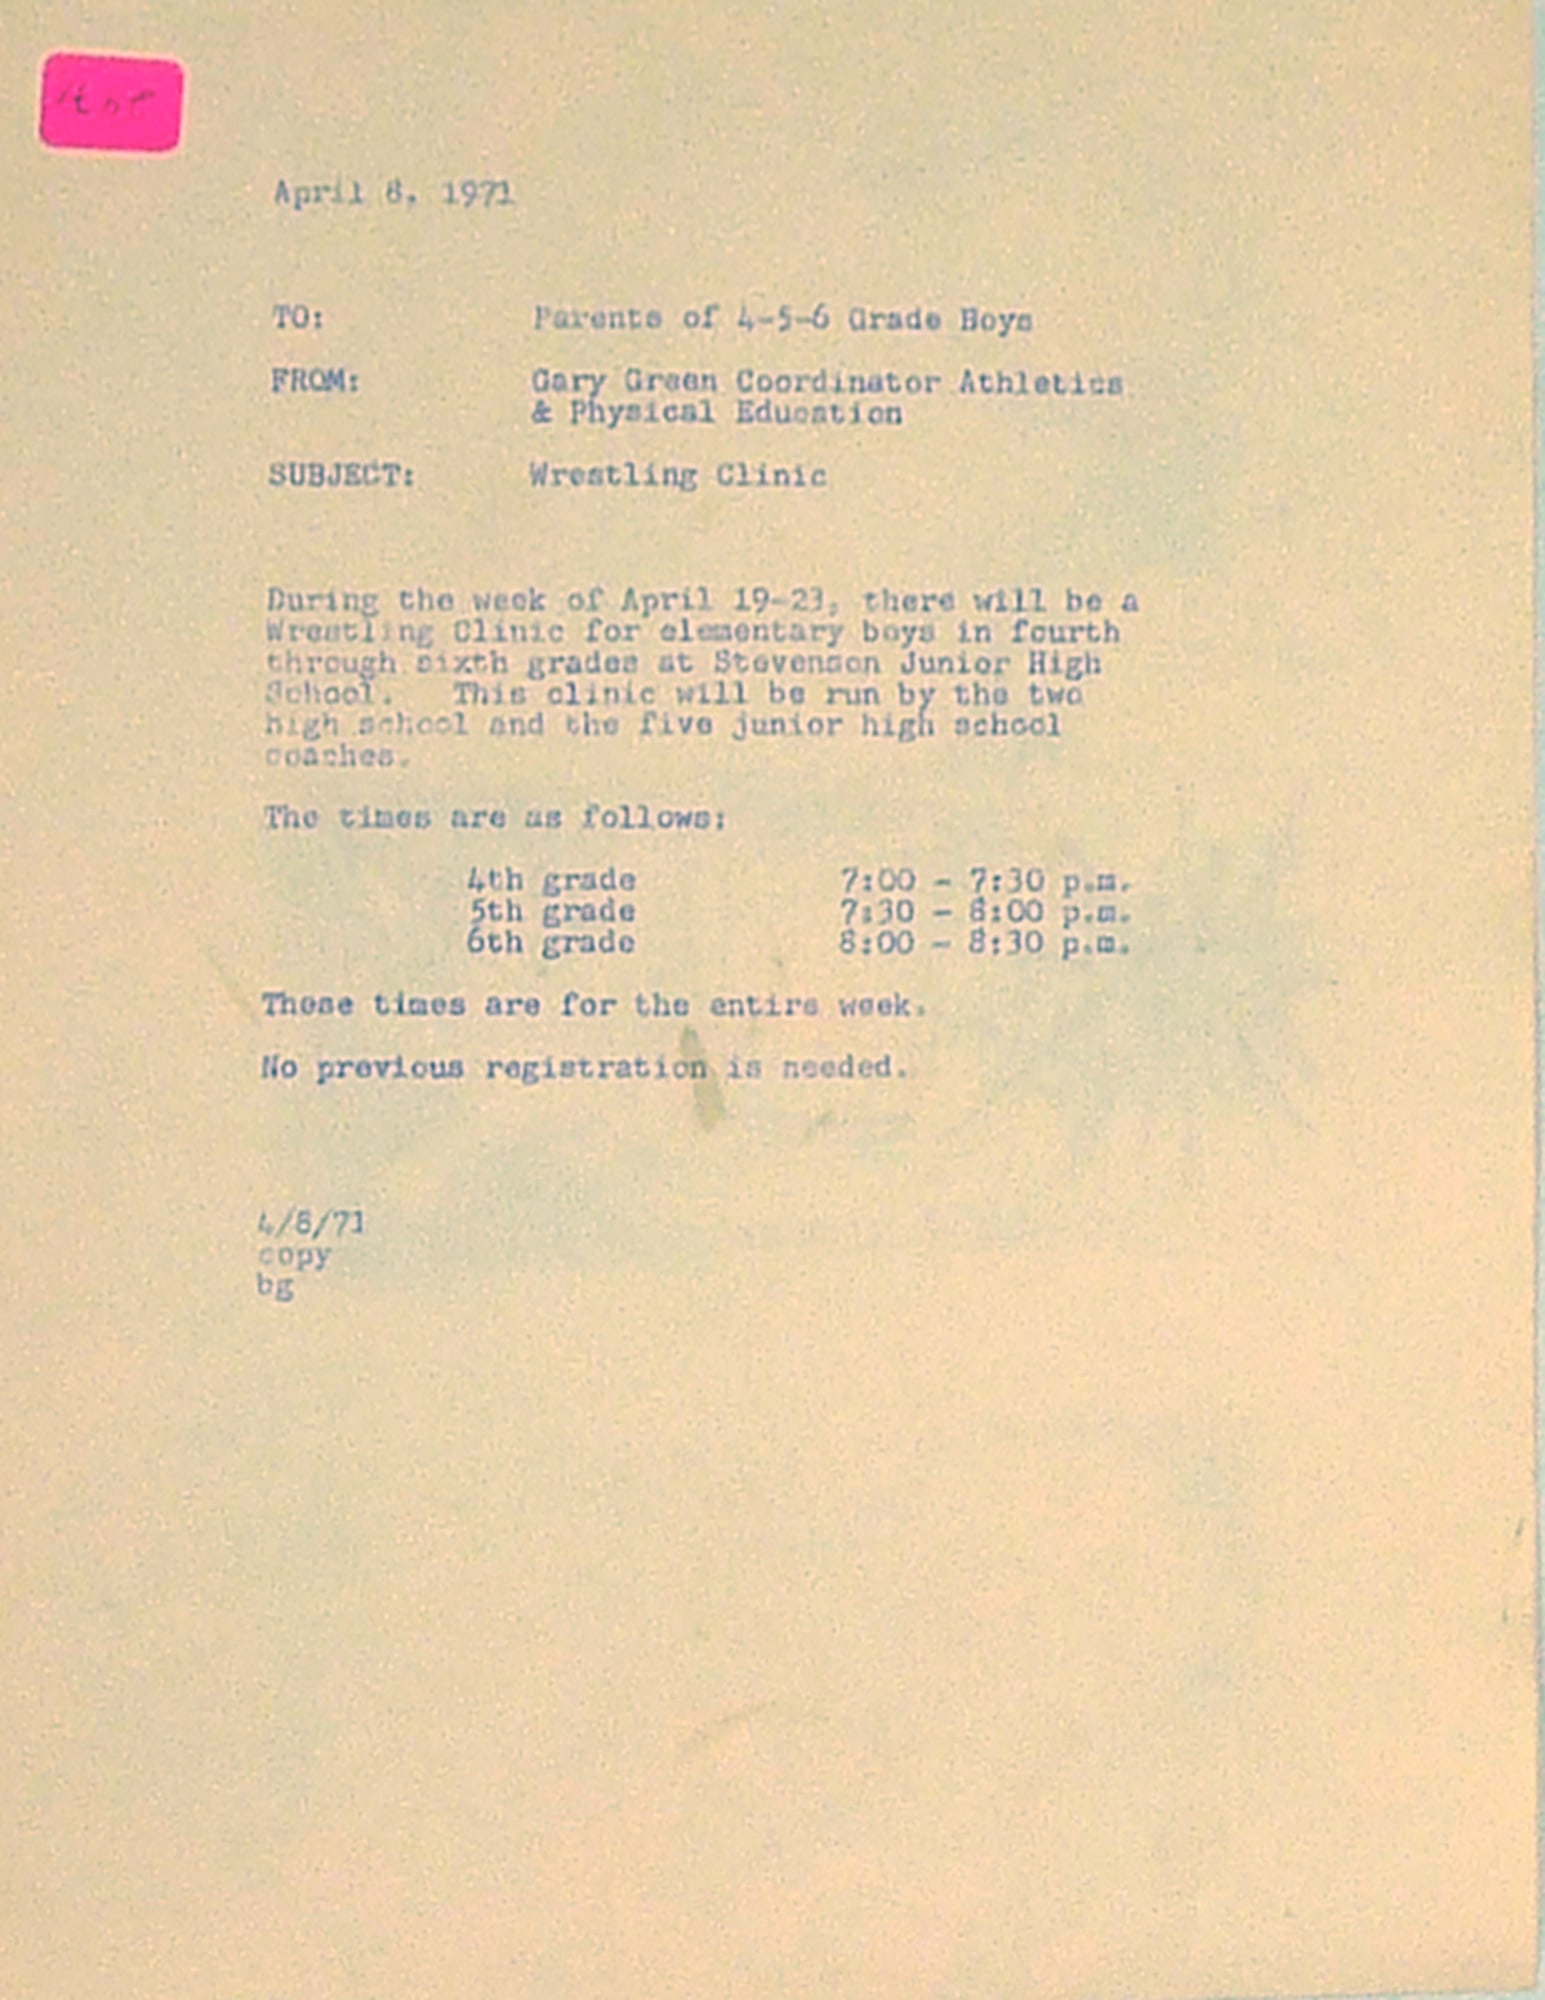 April 8, 1971
TO: Parents of 4-5-6 Grade Boys
FROM: Gary Green Coordinator Athletics
& Physical Education
SUBJECT: Wrestling Clinic
During the week of April 19-23, there will be a
Wrestling Clinic for elementary boys in fourth
through sixth grades at Stevenson Junior High
School. This clinic will be run by the two
high school and the five junior high school
coaches.
The times are as follows:
4th grade 7:00 - 7:30 p.m.
5th grade 7:30 - 8:00 p.m.
6th grade 8:00 - 8:30 p.m.
These times are for the entire week.
No previous registration is needed.
4/8/71
copy
bg